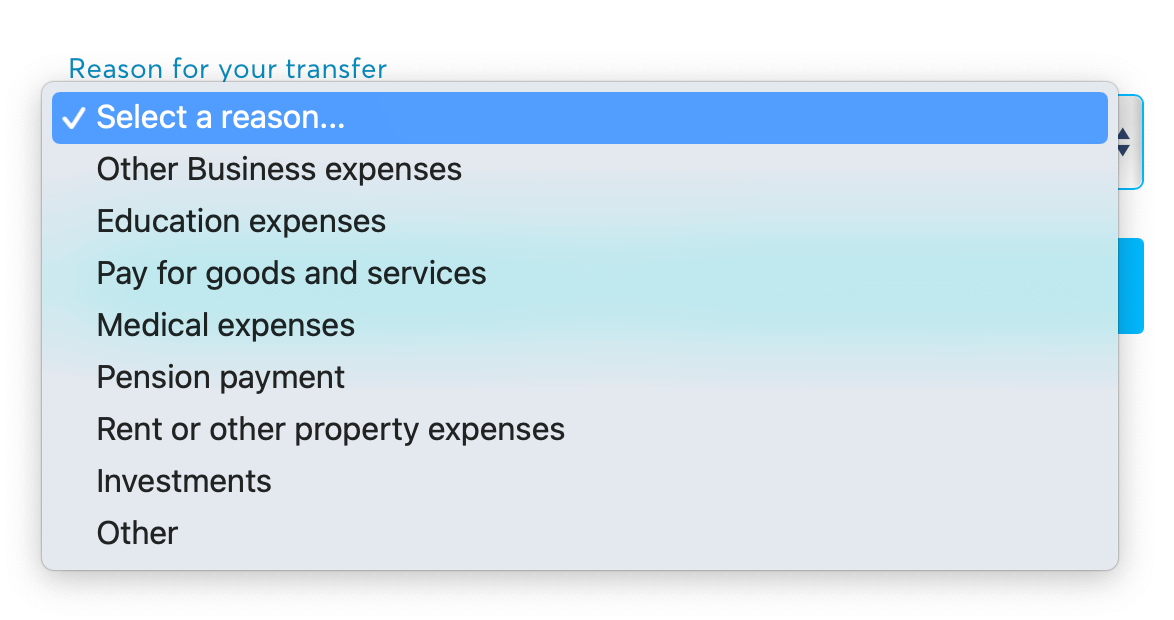 Reason for your transfer
Select a reason...
Other Business expenses
Education expenses
Pay for goods and services
Medical expenses
Pension payment
Rent or other property expenses
Investments
Other